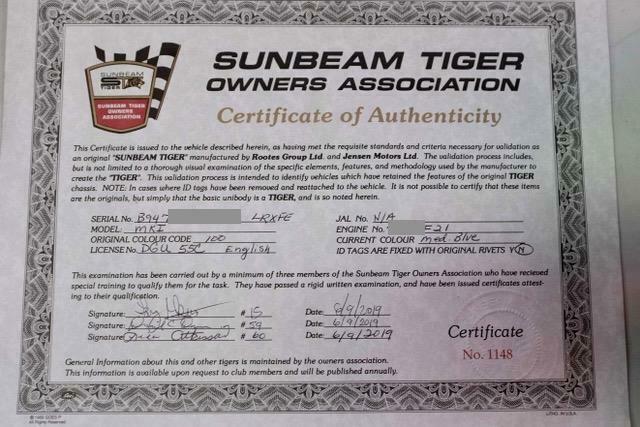 SUNBEAM
ST
TIGER
SUNBEAM TIGER
OWNERS
ASSOCIATION
SUNBEAM TIGER
OWNERS ASSOCIATION
Certificate of Authenticity
This Certificate is issued to the vehicle described herein, as having met the requisite standards and criteria necessary for validation as
an original "SUNBEAM TIGER" manufactured by Rootes Group Ltd. and Jensen Motors Ltd. The validation process includes,
but is not limited to a thorough visual examination of the specific elements, features, and methodology used by the manufacturer to
create the "TIGER". This validation process is intended to identify vehicles which have retained the features of the original TIGER
chassis. NOTE: In cases where ID tags have been removed and reattached to the vehicle. It is not possible to certify that these items
are the originals, but simply that the basic unibody is a TIGER, and is so noted herein.
SERIAL No. B947 LRXFE JAL No. N/A
MODEL: MKI ENGINE No. F21
ORIGINAL COLOUR CODE 100 CURRENT COLOUR med. Blue
LICENSE No. DGU 55C English ID TAGS ARE FIXED WITH ORIGINAL RIVETS Y/N
This examination has been carried out by a minimum of three members of the Sunbeam Tiger Owners Association who have recieved
special training to qualify them for the task. They have passed a rigid written examination, and have been issued certificates attest-
ing to their qualification.
Signature: # 15 Date: 6/9/2019
Signature: # 59 Date: 6/9/2019
Signature: # 60 Date: 6/9/2019
Certificate
No. 1148
General Information about this and other tigers is maintained by the owners association.
This information is available upon request to club members and will be published annually.
All Rights Reserved
LITHO. IN U.S.A.